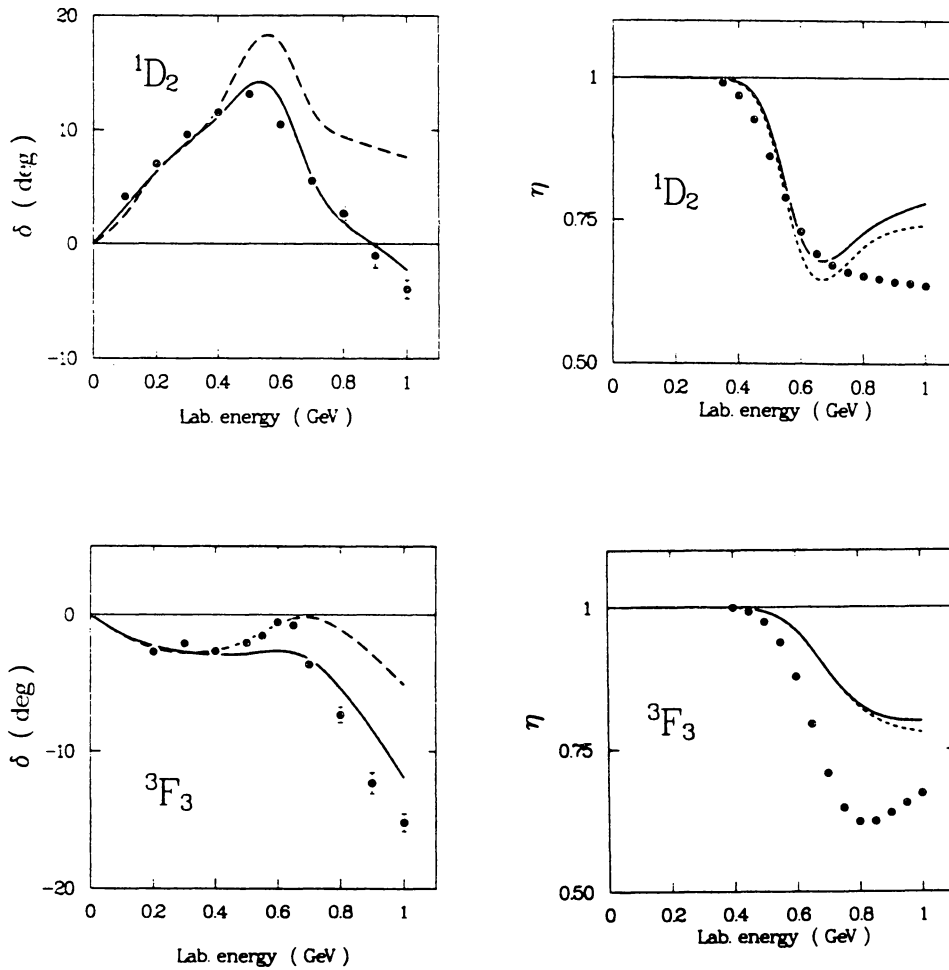 20
10
0
-10
δ ( deg )
¹D₂
0 0.2 0.4 0.6 0.8 1
Lab. energy ( GeV )
1
0.75
0.50
η
¹D₂
0 0.2 0.4 0.6 0.8 1
Lab. energy ( GeV )
0
-10
-20
δ ( deg )
³F₃
0 0.2 0.4 0.6 0.8 1
Lab. energy ( GeV )
1
0.75
0.50
η
³F₃
0 0.2 0.4 0.6 0.8 1
Lab. energy ( GeV )